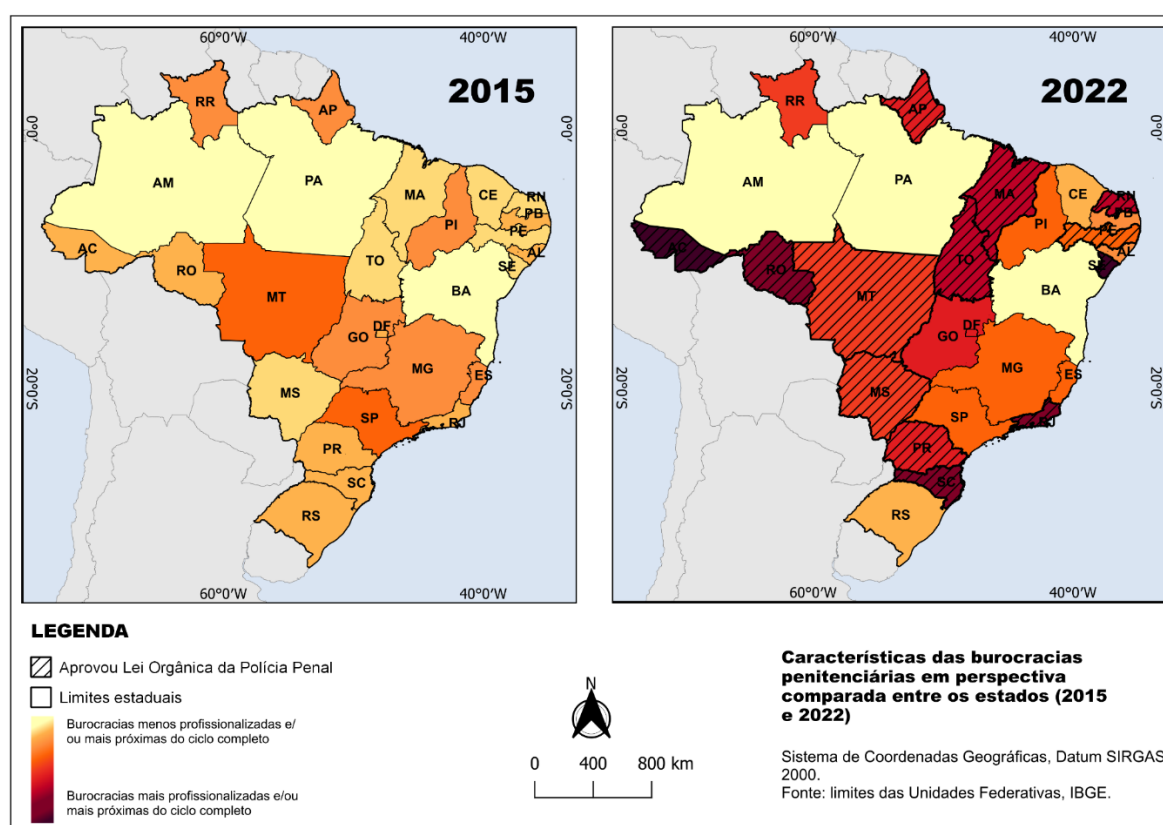 60°0'W
40°0'W
2015
RR
AP
0°0'
AM
PA
MA
CE
RN
PB
PI
PE
AL
SE
AC
RO
TO
BA
MT
DF
GO
MG
ES
MS
SP
RJ
PR
SC
RS
20°0'S
60°0'W
40°0'W
60°0'W
40°0'W
2022
RR
AP
0°0'
0°0'
AM
PA
MA
CE
RN
PB
PI
PE
AL
SE
AC
RO
TO
BA
MT
DF
GO
MG
ES
MS
SP
RJ
PR
SC
RS
20°0'S
20°0'S
60°0'W
40°0'W
LEGENDA
Aprovou Lei Orgânica da Polícia Penal
Limites estaduais
Burocracias menos profissionalizadas e/
ou mais próximas do ciclo completo
Burocracias mais profissionalizadas e/ou
mais próximas do ciclo completo
N
0 400 800 km
Características das burocracias
penitenciárias em perspectiva
comparada entre os estados (2015
e 2022)
Sistema de Coordenadas Geográficas, Datum SIRGAS
2000.
Fonte: limites das Unidades Federativas, IBGE.